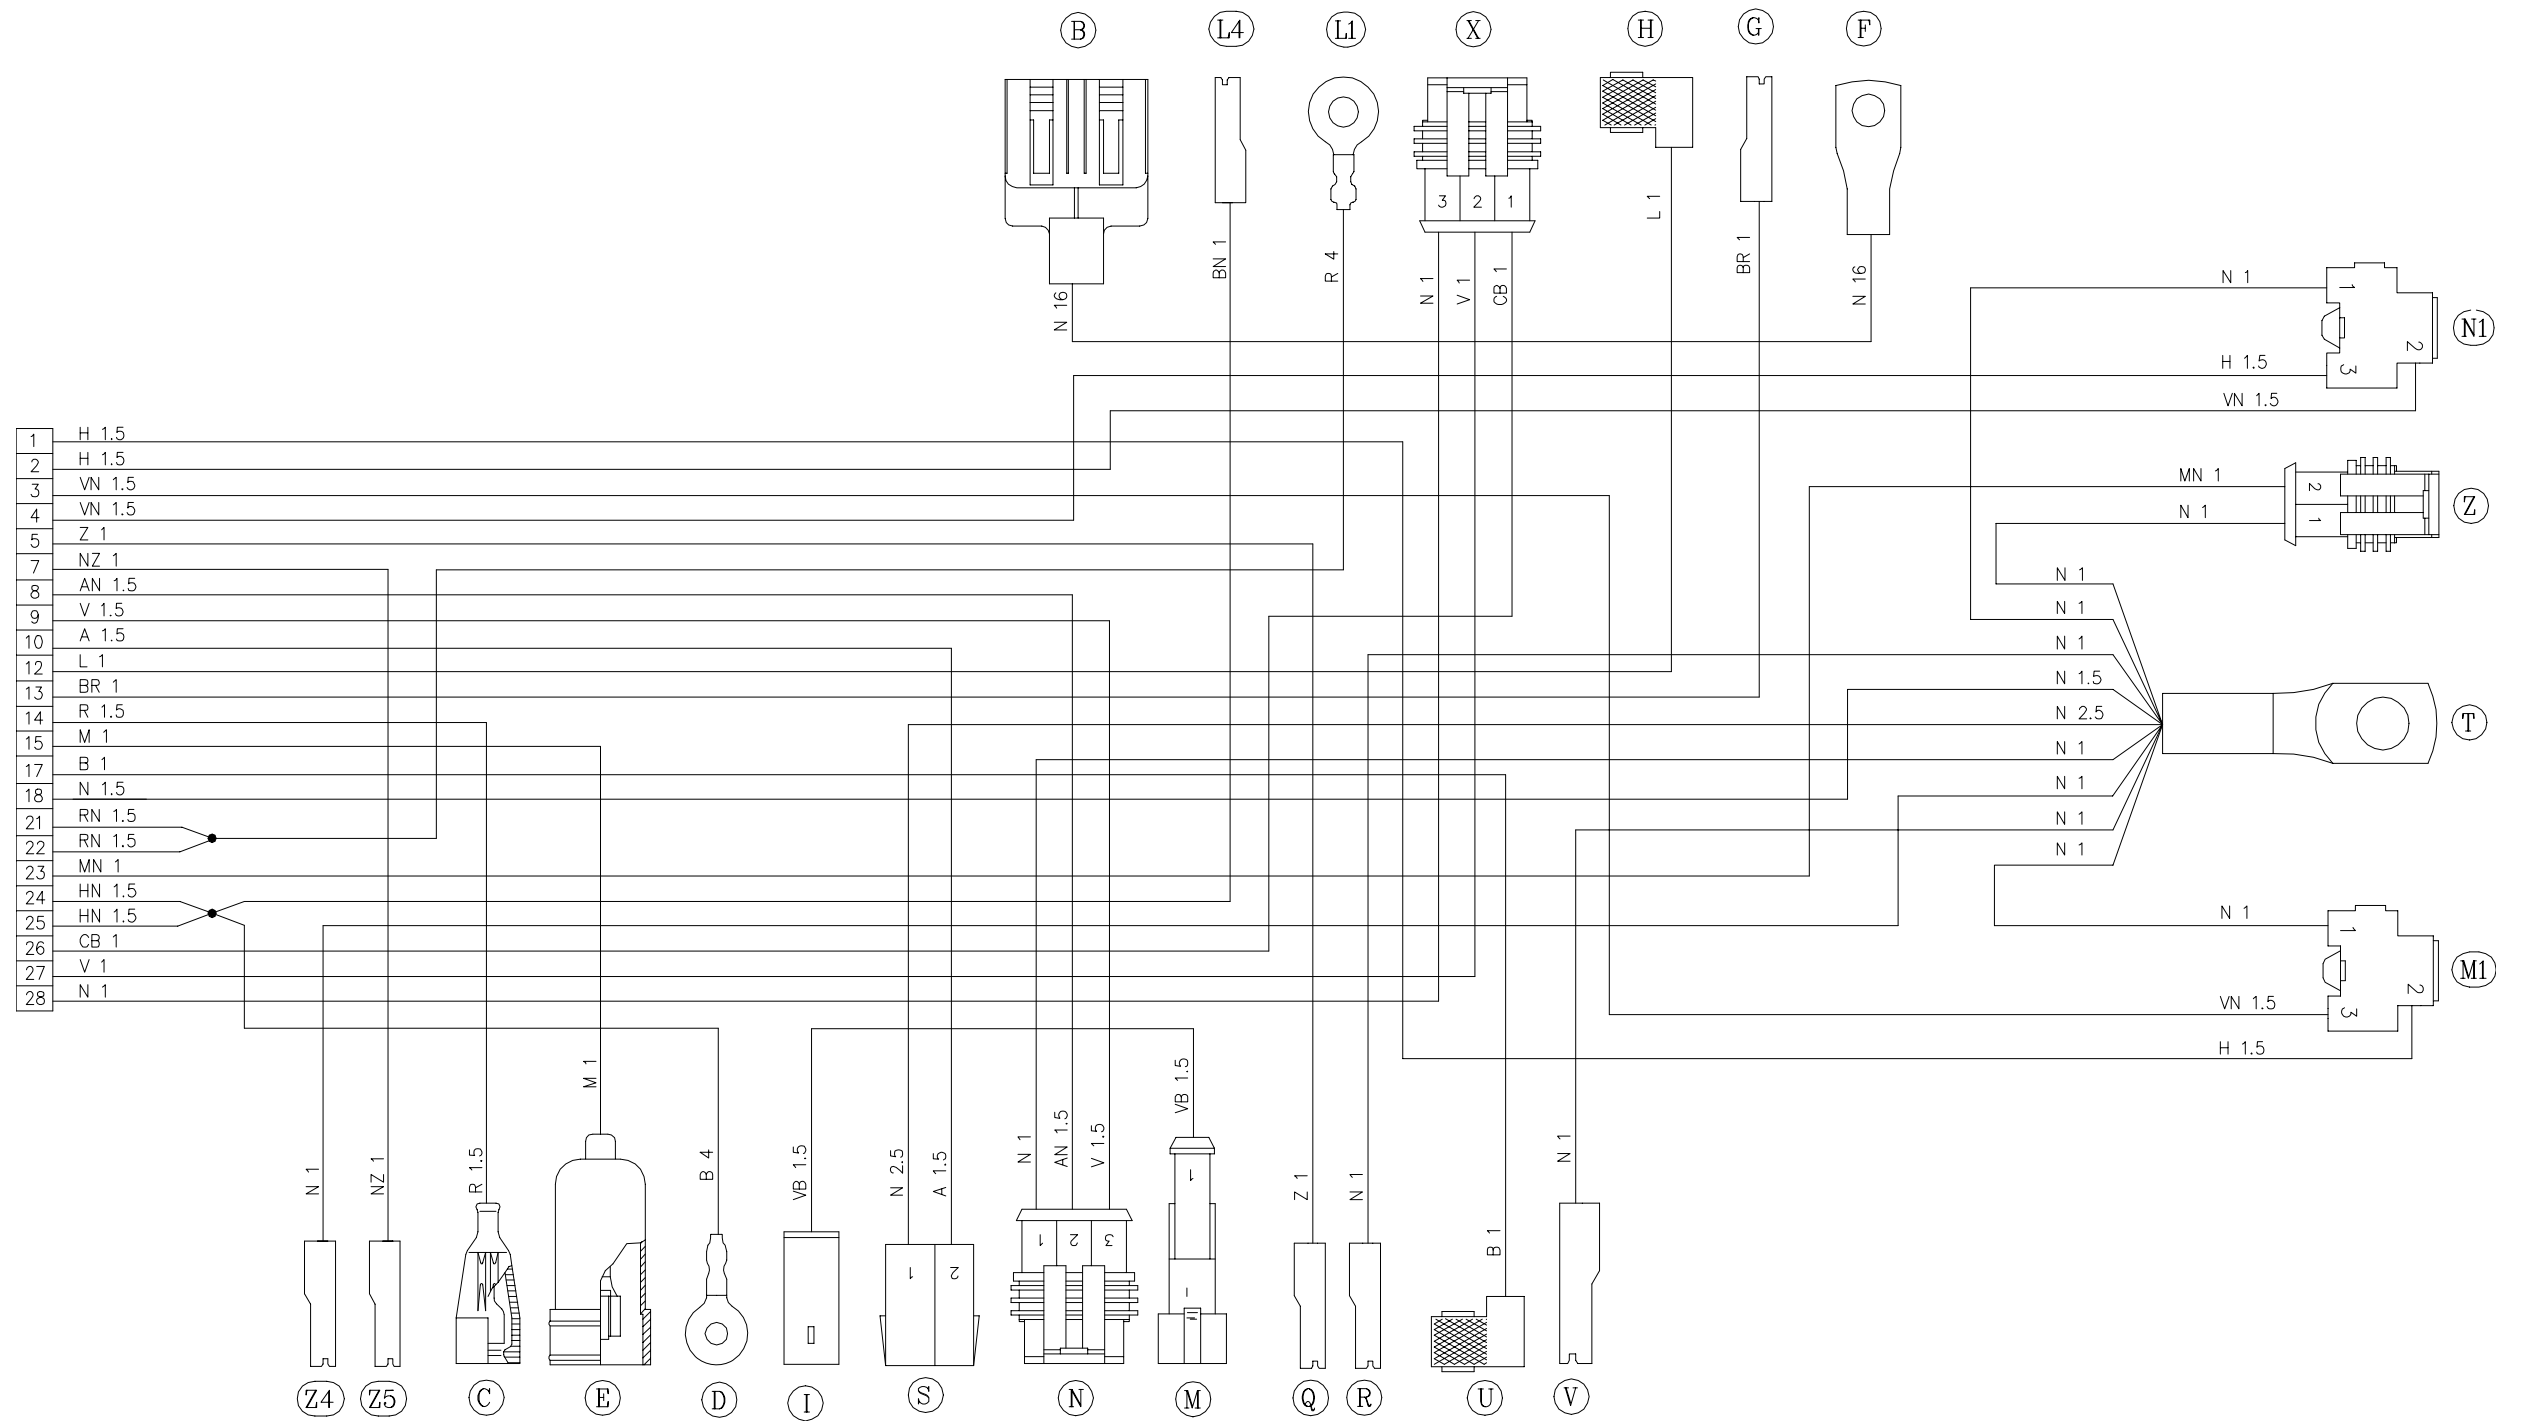 B L4 L1 X H G F
3 2 1
N 16
BN 1
R 4
N 1
V 1
CB 1
L 1
BR 1
N 16
N 1
1
N1
2
H 1.5
3
VN 1.5
1 H 1.5
2 H 1.5
3 VN 1.5
4 VN 1.5
5 Z 1
7 NZ 1
8 AN 1.5
9 V 1.5
10 A 1.5
12 L 1
13 BR 1
14 R 1.5
15 M 1
17 B 1
18 N 1.5
21 RN 1.5
22 RN 1.5
23 MN 1
24 HN 1.5
25 HN 1.5
26 CB 1
27 V 1
28 N 1
MN 1
2
N 1
1
Z
N 1
N 1
N 1
N 1.5
N 2.5
N 1
N 1
N 1
N 1
T
N 1
1
M1
2
VN 1.5
3
H 1.5
N 1
NZ 1
R 1.5
M 1
B 4
VB 1.5
N 2.5
A 1.5
N 1
AN 1.5
V 1.5
VB 1.5
Z 1
N 1
B 1
N 1
1 2
1 2 3
1
Z4 Z5 C E D I S N M Q R U V